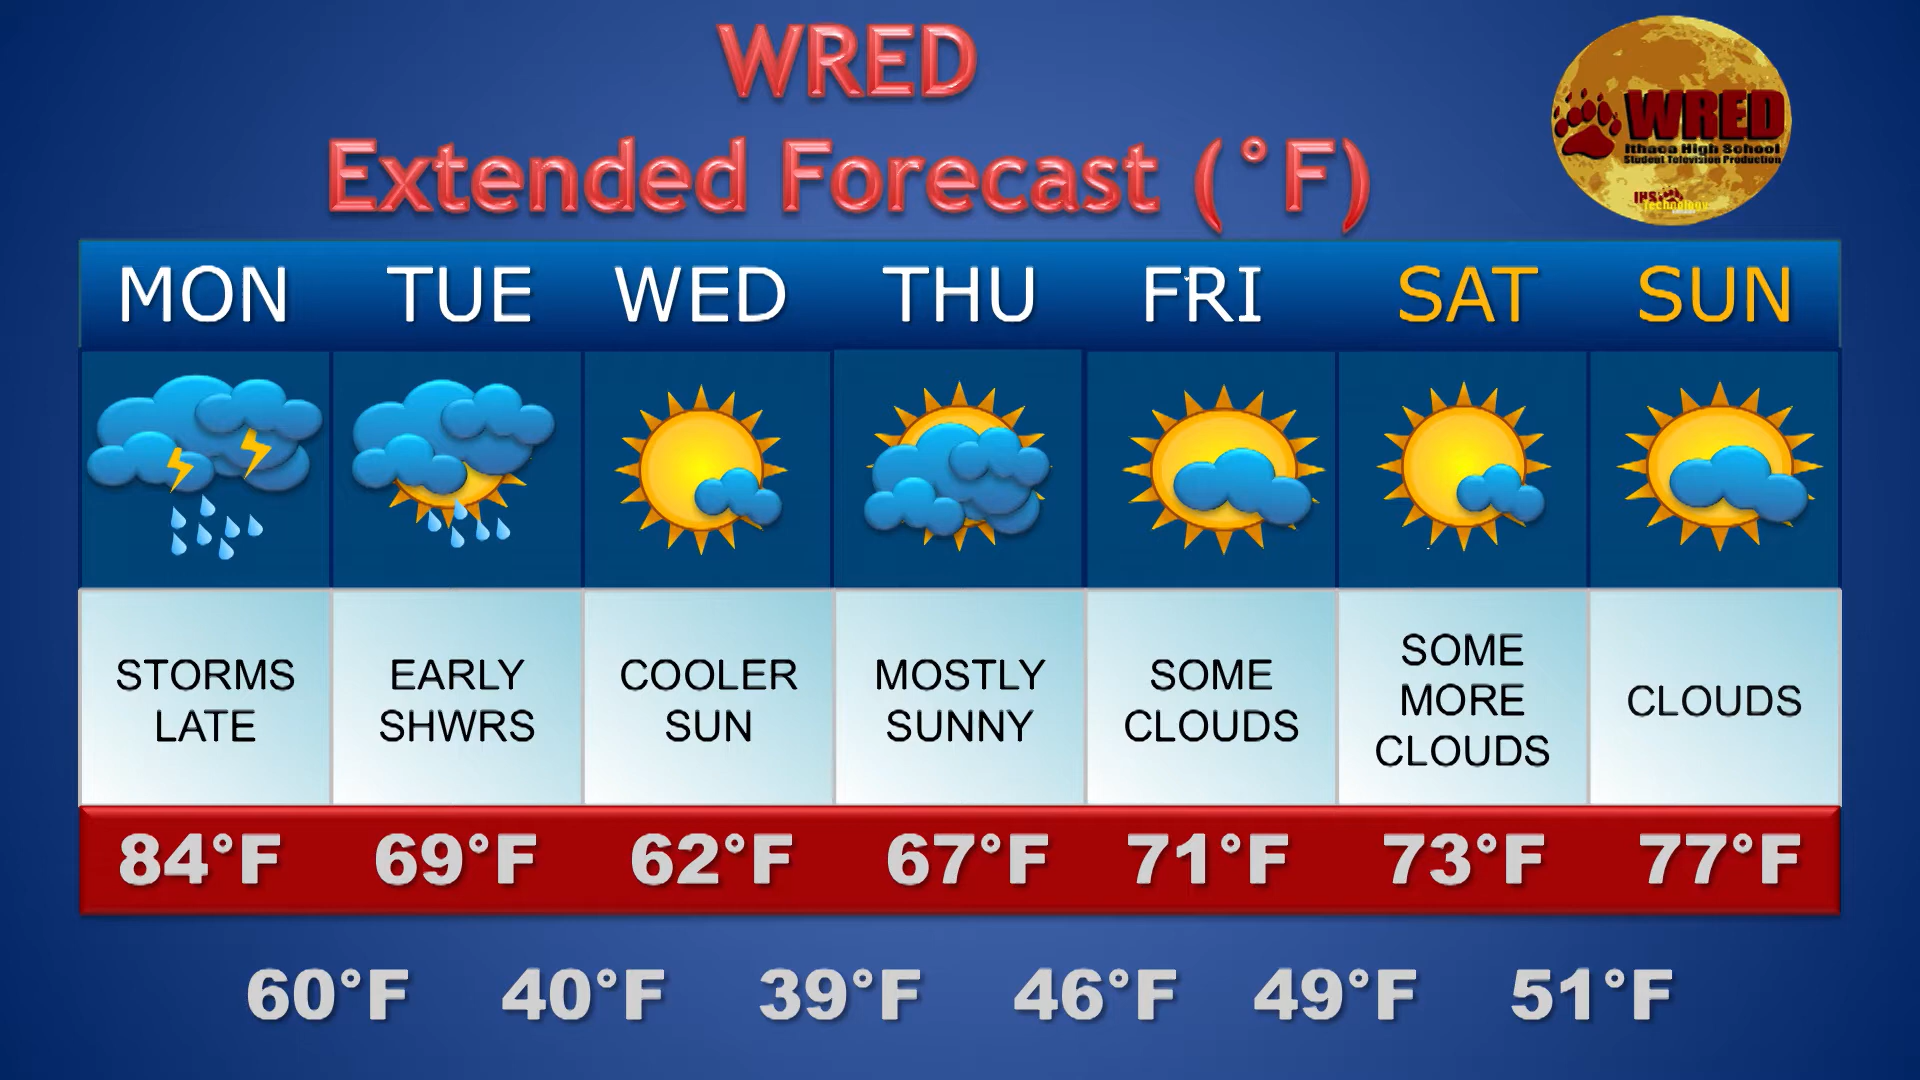 WRED
Extended Forecast (°F)
WRED
Ithaca High School
Student Television Production
IHS
Technology
MON TUE WED THU FRI SAT SUN
STORMS LATE
EARLY SHWRS
COOLER SUN
MOSTLY SUNNY
SOME CLOUDS
SOME MORE CLOUDS
CLOUDS
84°F 69°F 62°F 67°F 71°F 73°F 77°F
60°F 40°F 39°F 46°F 49°F 51°F